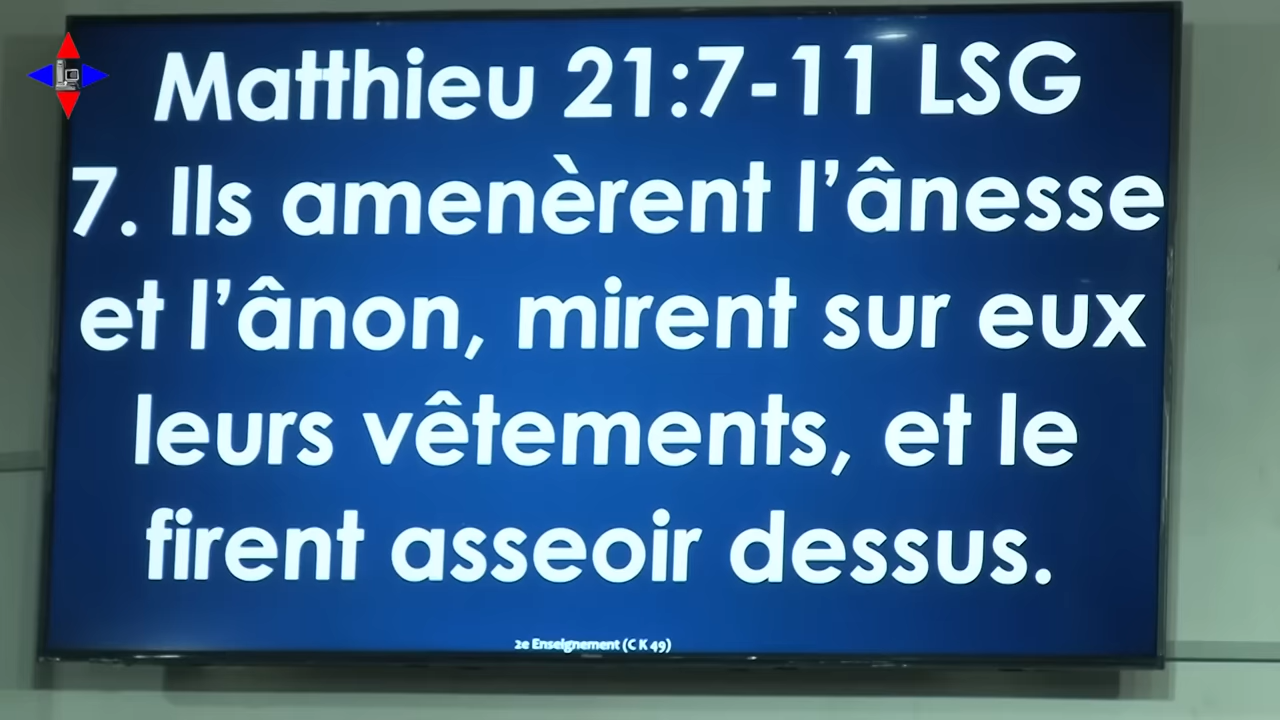 Matthieu 21:7-11 LSG
7. Ils amenèrent l’ânesse
et l’ânon, mirent sur eux
leurs vêtements, et le
firent asseoir dessus.
2e Enseignement (C K 49)